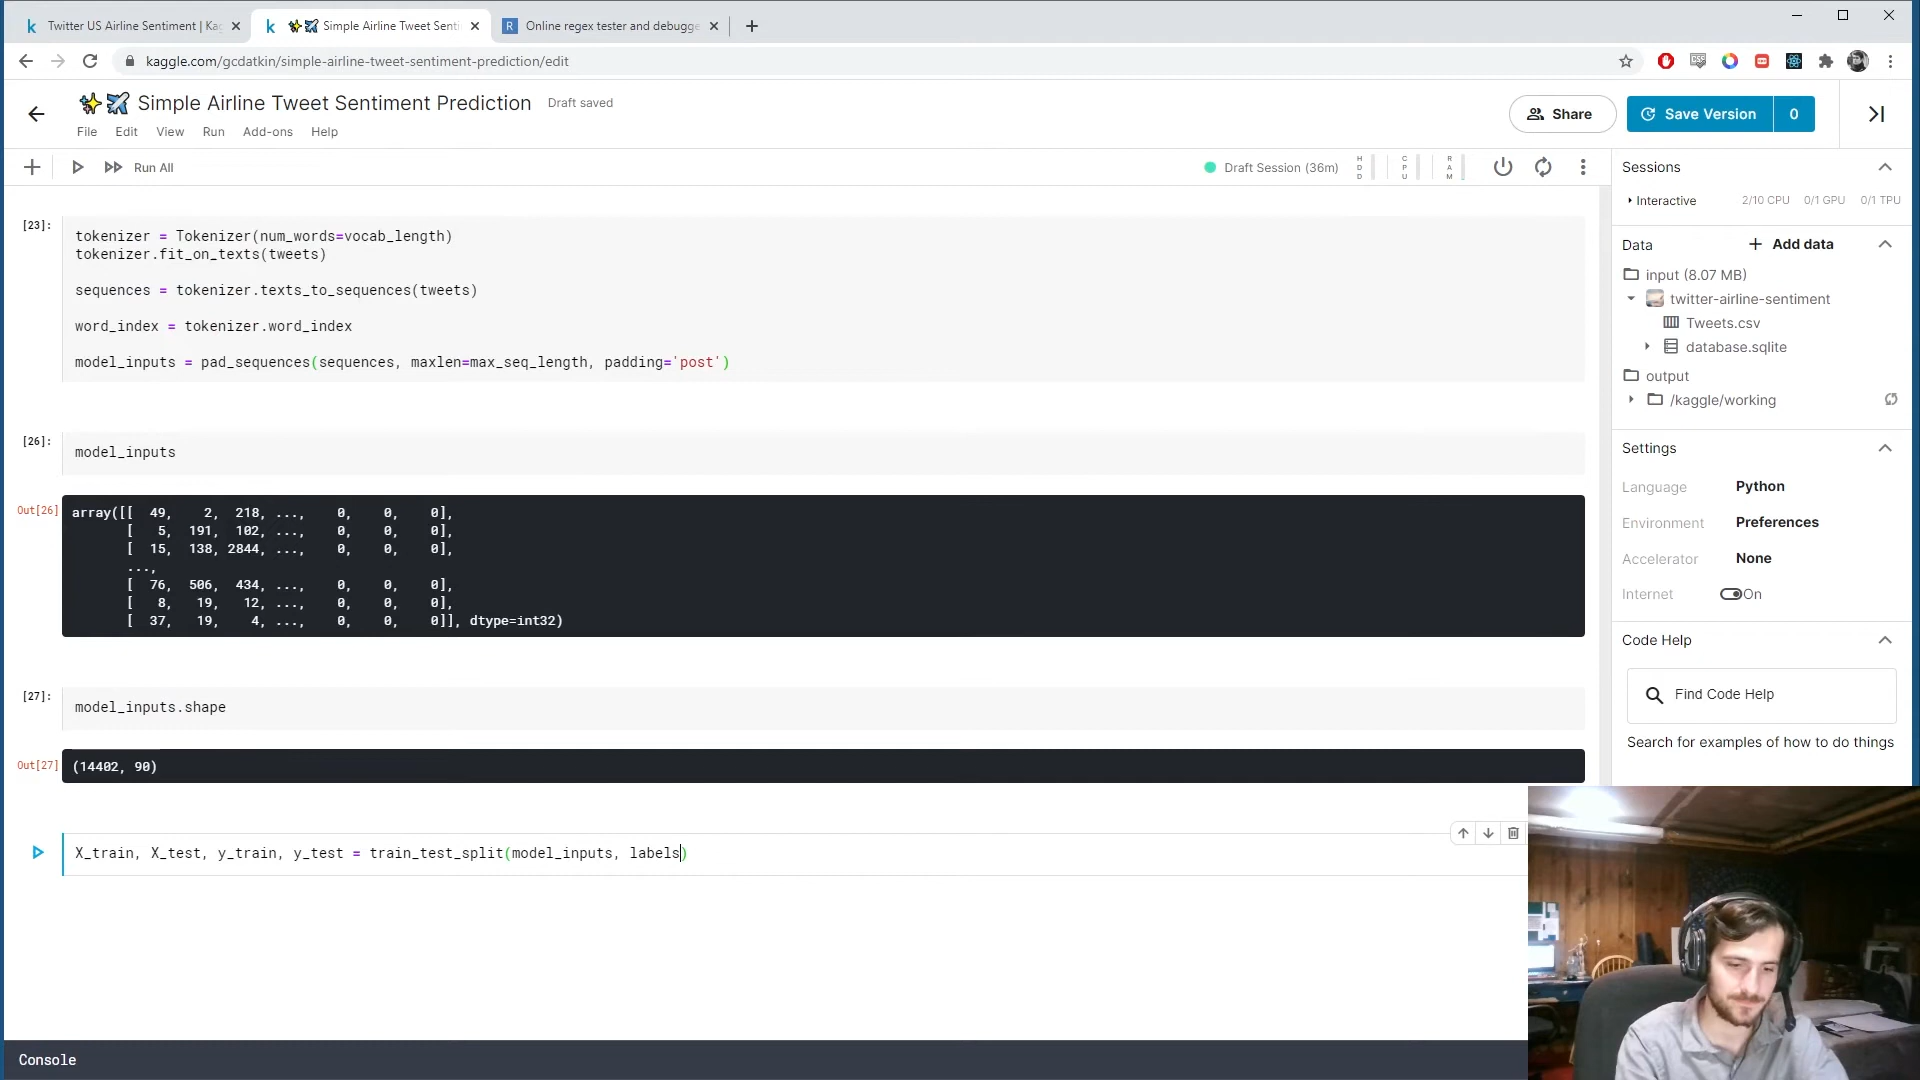 Twitter US Airline Sentiment | Kag
Simple Airline Tweet Senti
Online regex tester and debugge
kaggle.com/gcdatkin/simple-airline-tweet-sentiment-prediction/edit
Simple Airline Tweet Sentiment Prediction
Draft saved
File Edit View Run Add-ons Help
Share
Save Version 0
Run All
Draft Session (36m)
HDD
CPU
RAM
[23]:
tokenizer = Tokenizer(num_words=vocab_length)
tokenizer.fit_on_texts(tweets)
sequences = tokenizer.texts_to_sequences(tweets)
word_index = tokenizer.word_index
model_inputs = pad_sequences(sequences, maxlen=max_seq_length, padding='post')
[26]:
model_inputs
Out[26]
array([[ 49, 2, 218, ..., 0, 0, 0],
[ 5, 191, 102, ..., 0, 0, 0],
[ 15, 138, 2844, ..., 0, 0, 0],
...,
[ 76, 506, 434, ..., 0, 0, 0],
[ 8, 19, 12, ..., 0, 0, 0],
[ 37, 19, 4, ..., 0, 0, 0]], dtype=int32)
[27]:
model_inputs.shape
Out[27]
(14402, 90)
X_train, X_test, y_train, y_test = train_test_split(model_inputs, labels)
Console
Sessions
Interactive 2/10 CPU 0/1 GPU 0/1 TPU
Data + Add data
input (8.07 MB)
twitter-airline-sentiment
Tweets.csv
database.sqlite
output
/kaggle/working
Settings
Language Python
Environment Preferences
Accelerator None
Internet On
Code Help
Find Code Help
Search for examples of how to do things